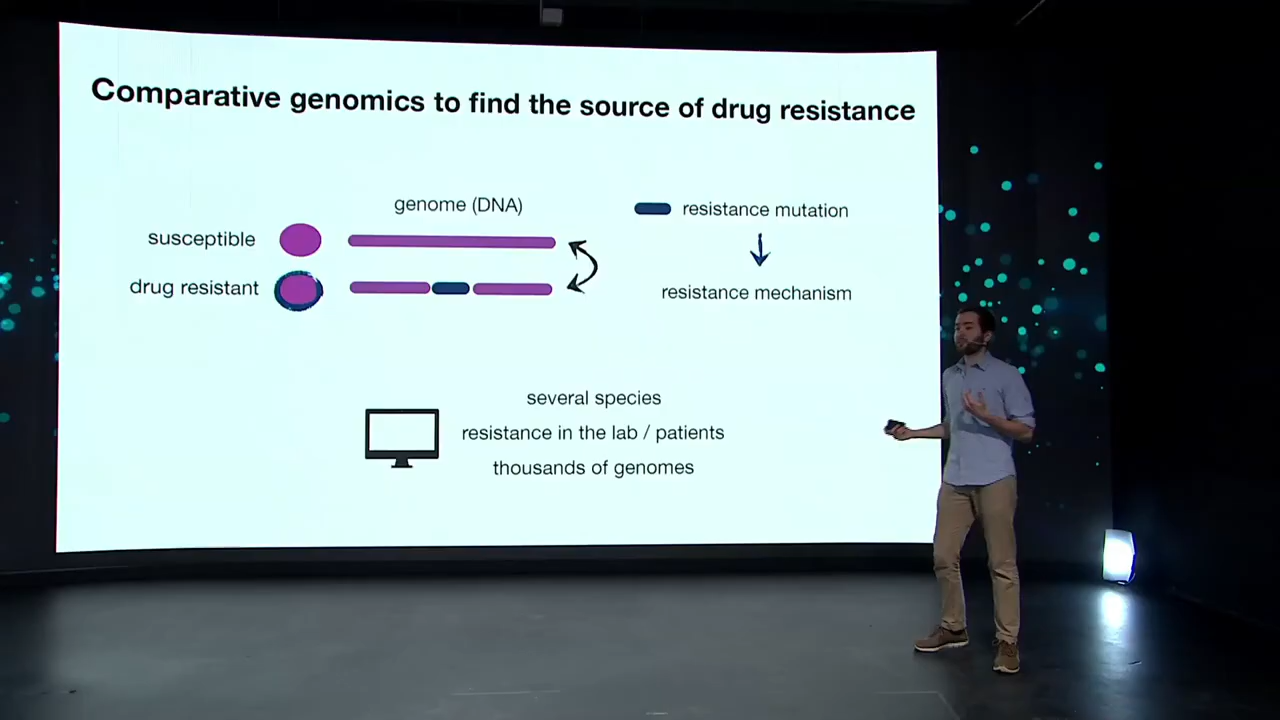 Comparative genomics to find the source of drug resistance
genome (DNA)
susceptible
drug resistant
resistance mutation
resistance mechanism
several species
resistance in the lab / patients
thousands of genomes